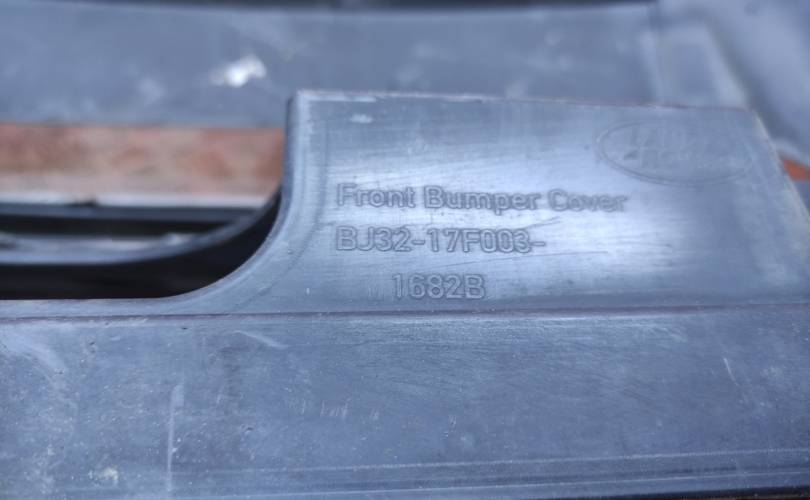 Front Bumper Cover
BJ32-17F003-
1682B